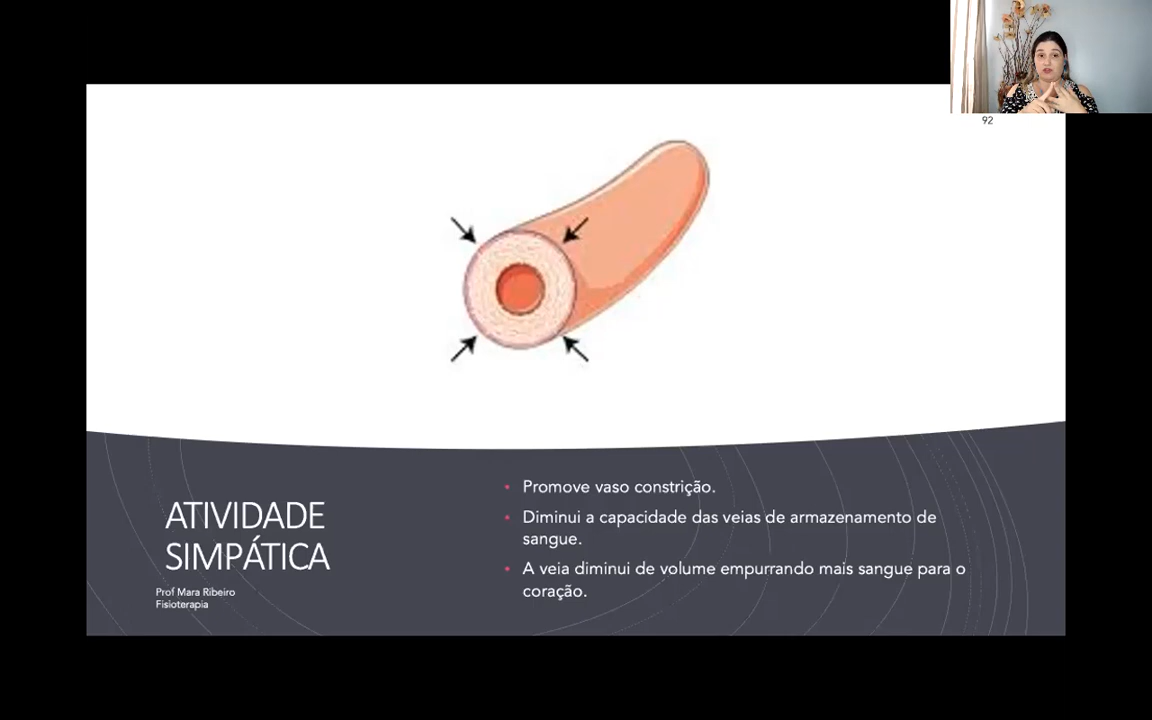 92
ATIVIDADE
SIMPÁTICA
Prof Mara Ribeiro
Fisioterapia
• Promove vaso constrição.
• Diminui a capacidade das veias de armazenamento de
sangue.
• A veia diminui de volume empurrando mais sangue para o
coração.